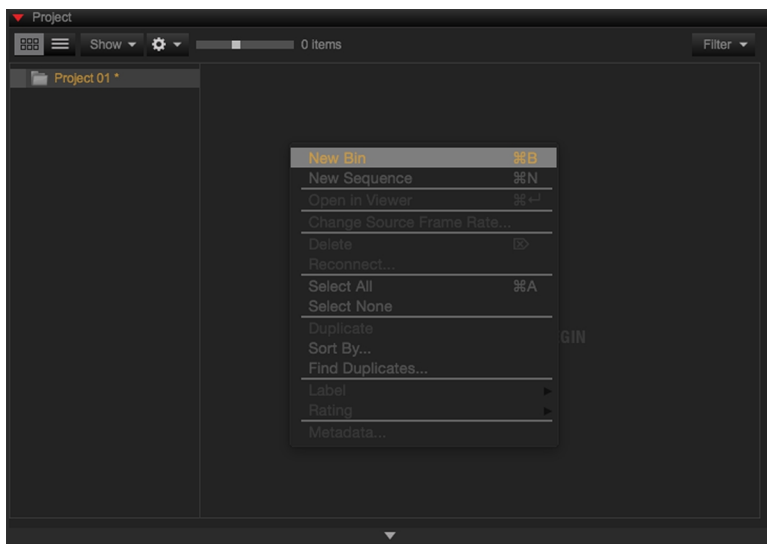 Project
Show 0 items Filter
Project 01 *
New Bin ⌘B
New Sequence ⌘N
Open in Viewer ⌘↩
Change Source Frame Rate...
Delete ⌦
Reconnect...
Select All ⌘A
Select None
Duplicate
GIN
Sort By...
Find Duplicates...
Label
Rating
Metadata...